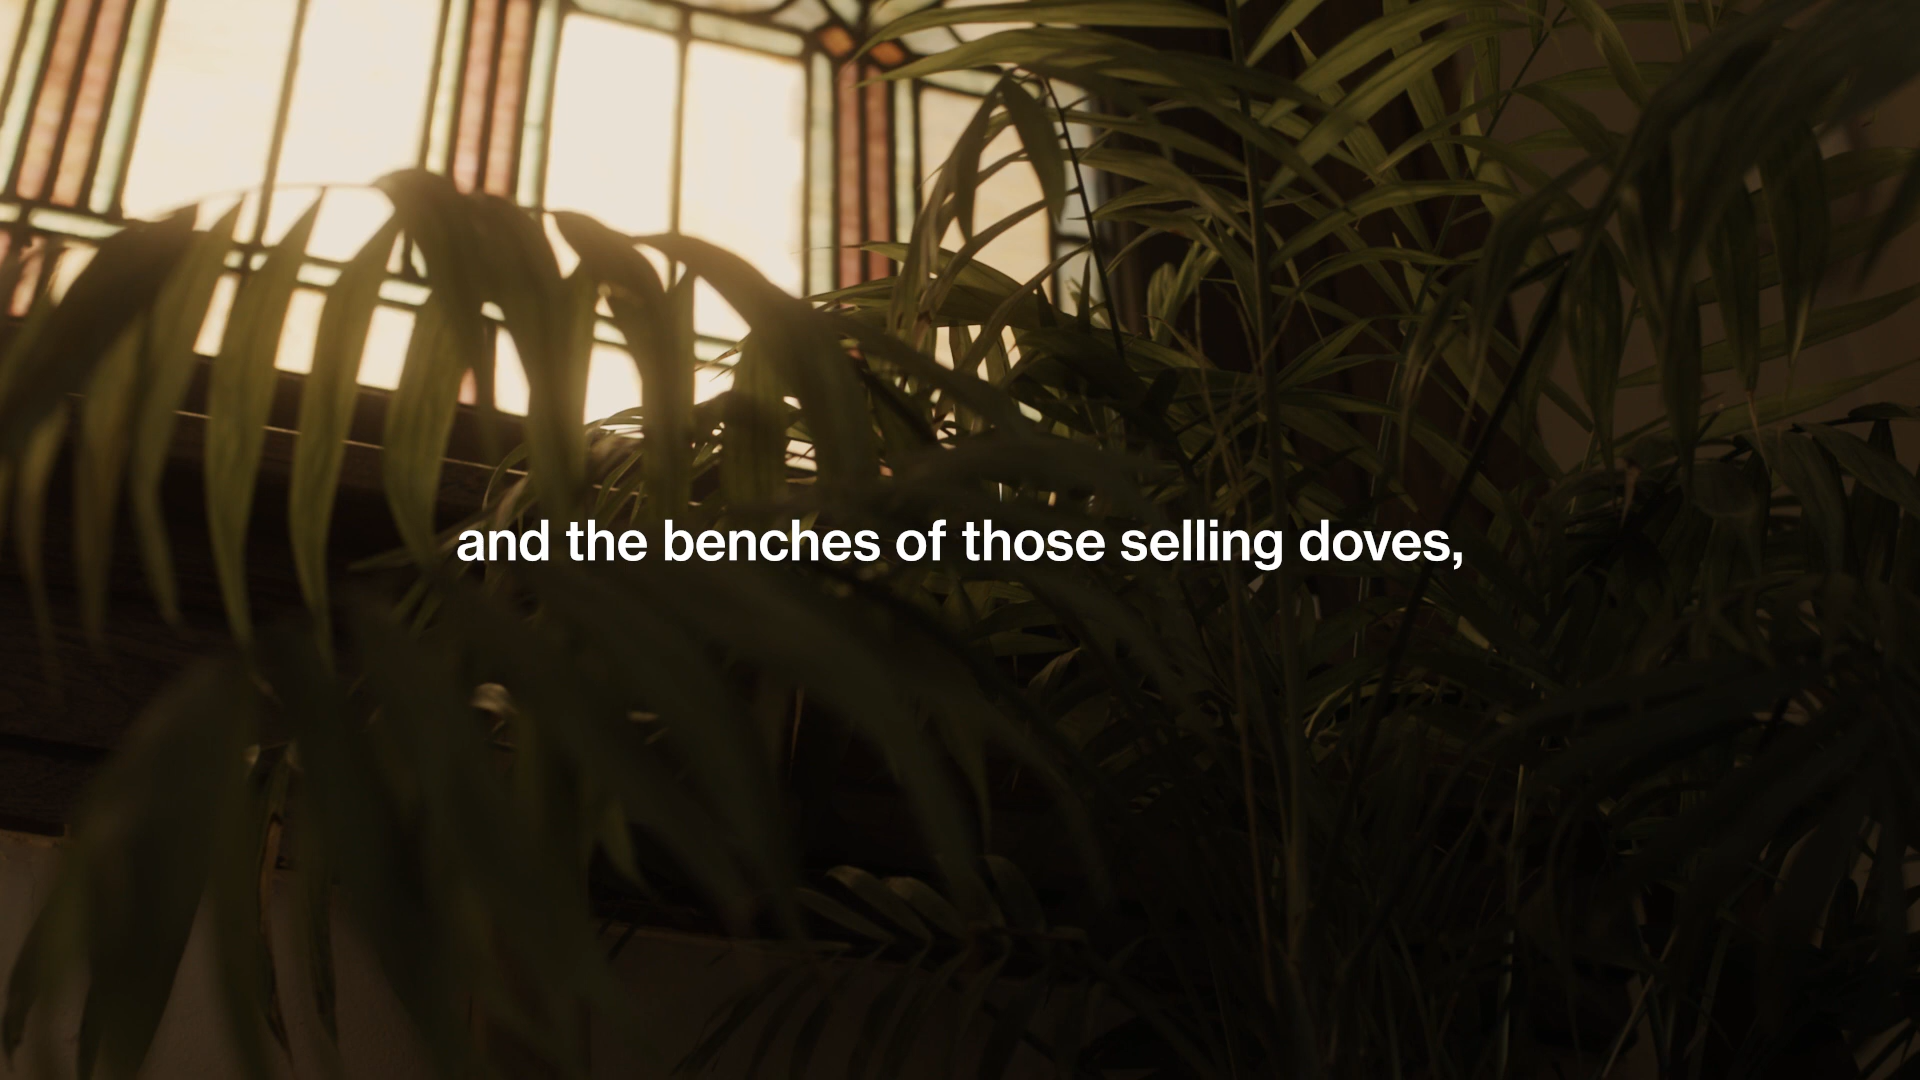 and the benches of those selling doves,